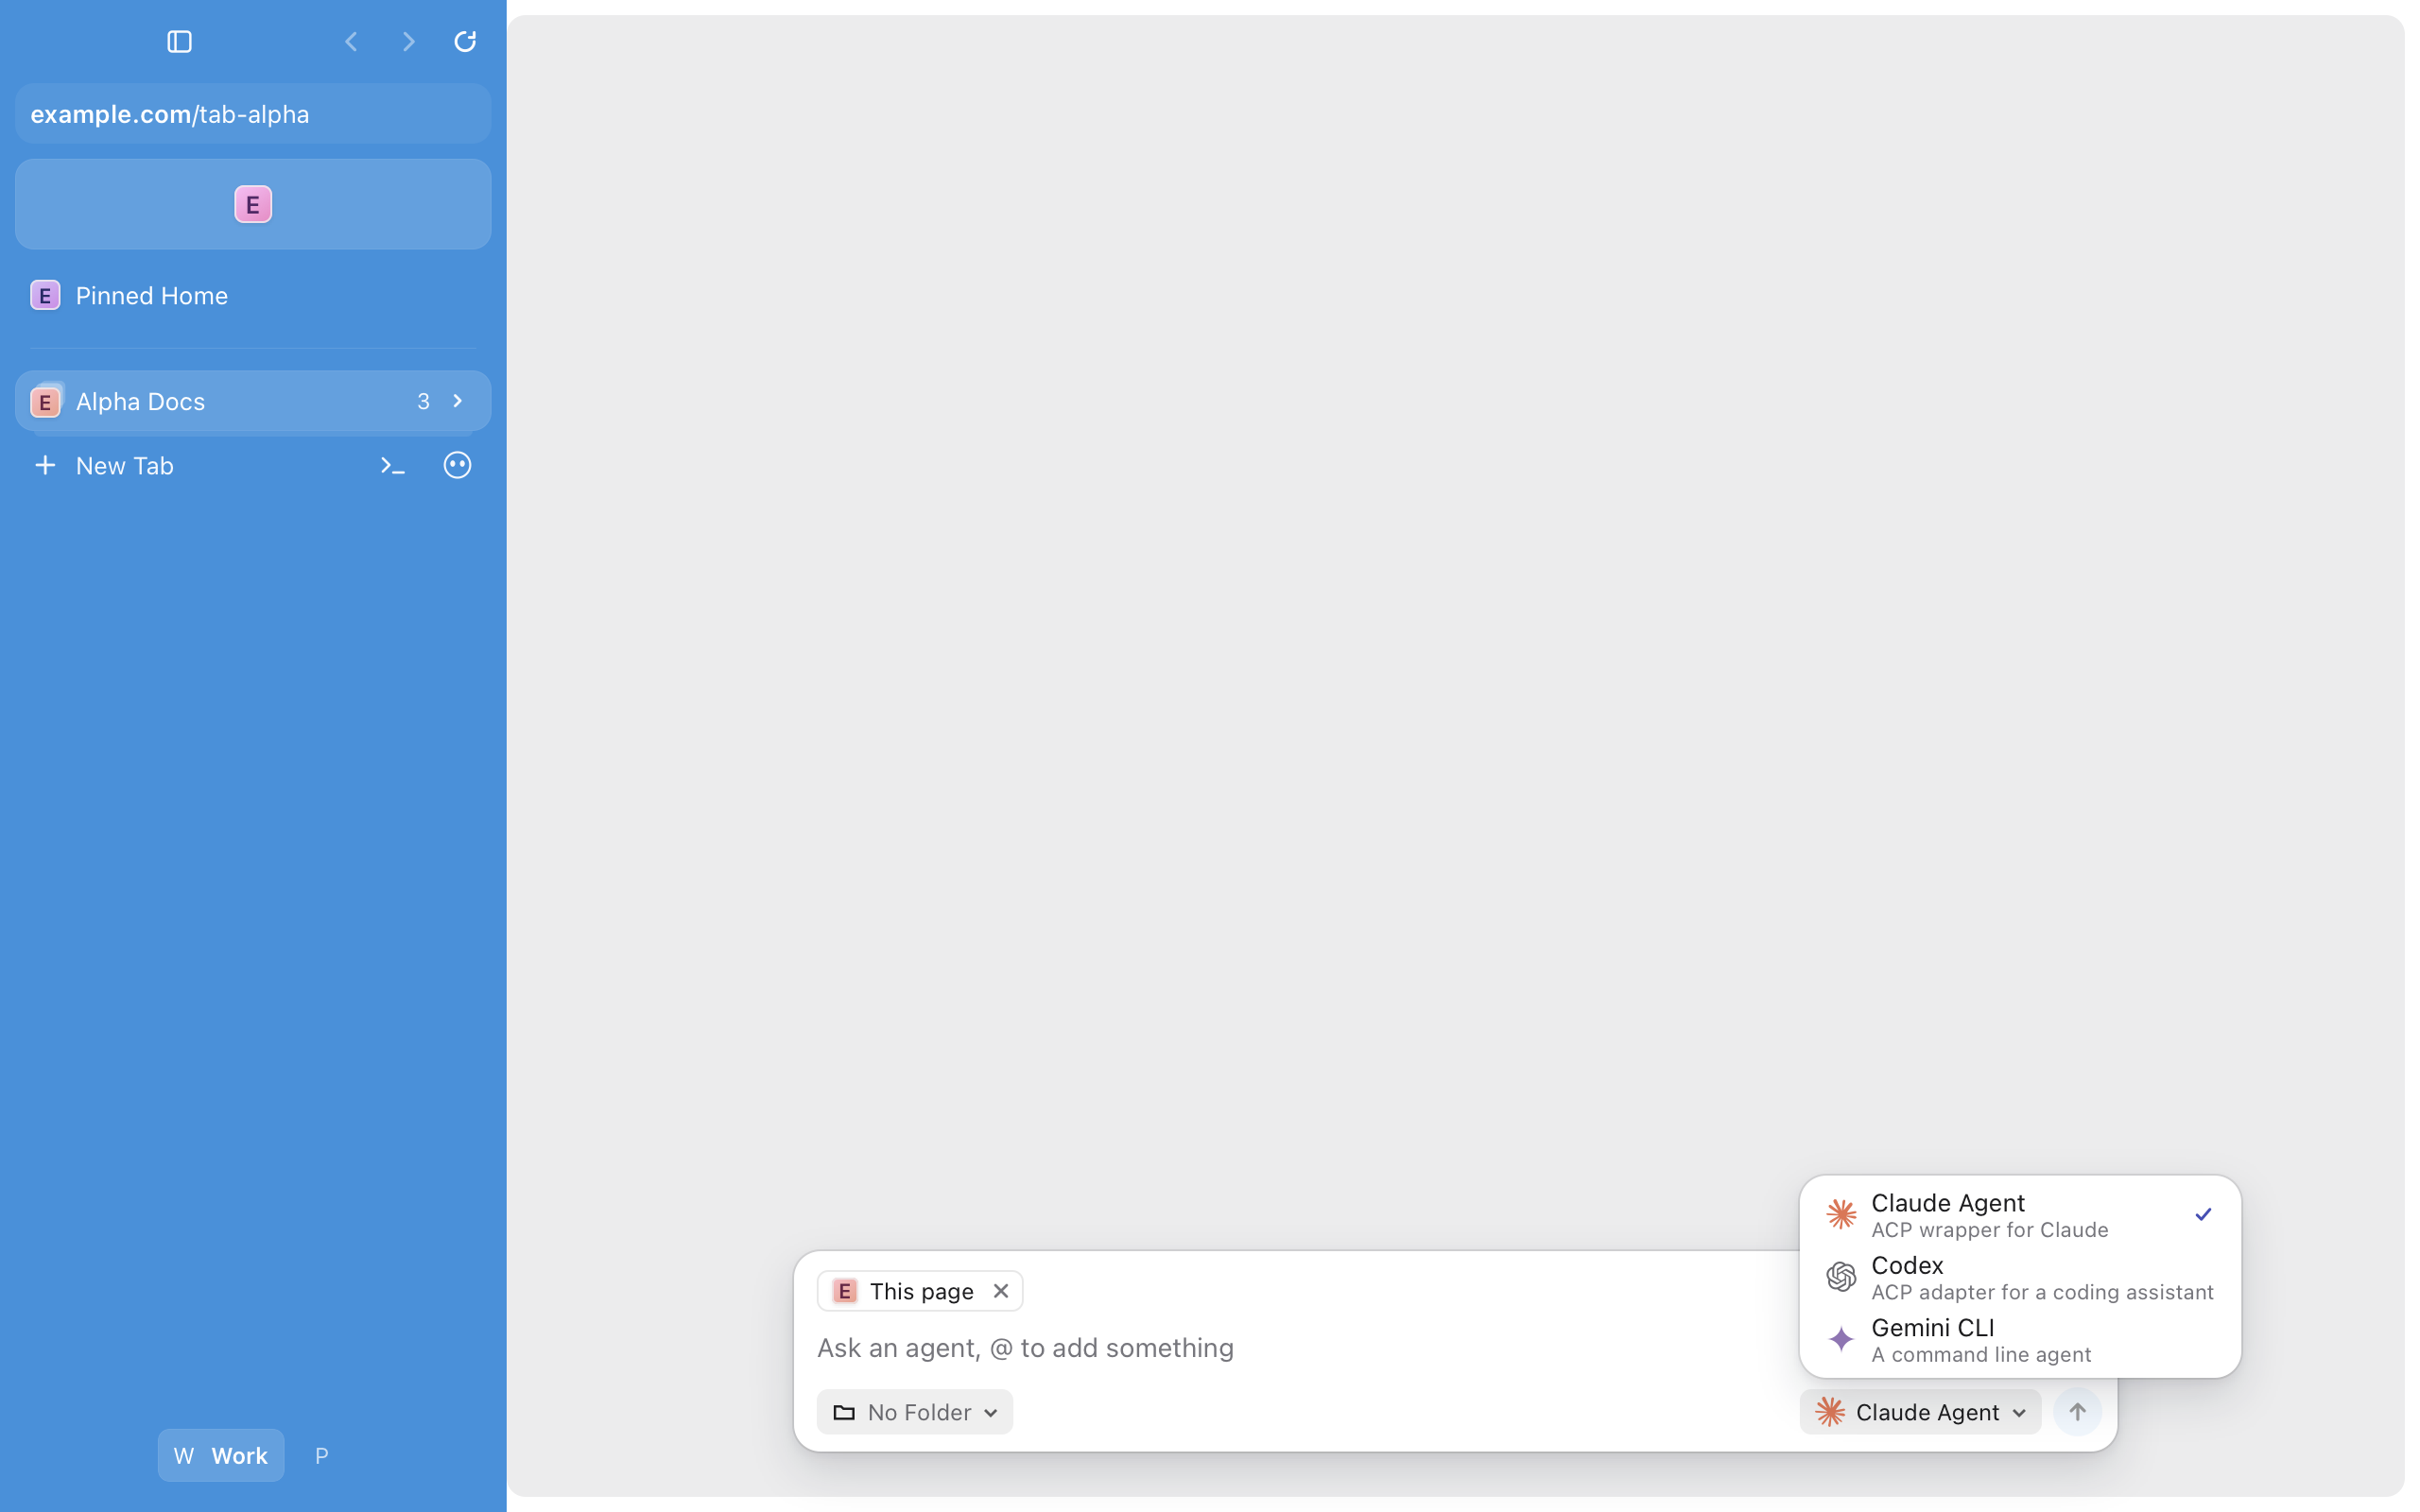 example.com/tab-alpha
E
E Pinned Home
E Alpha Docs 3
New Tab
W Work P
Claude Agent
ACP wrapper for Claude
Codex
ACP adapter for a coding assistant
Gemini CLI
A command line agent
E This page
Ask an agent, @ to add something
No Folder
Claude Agent